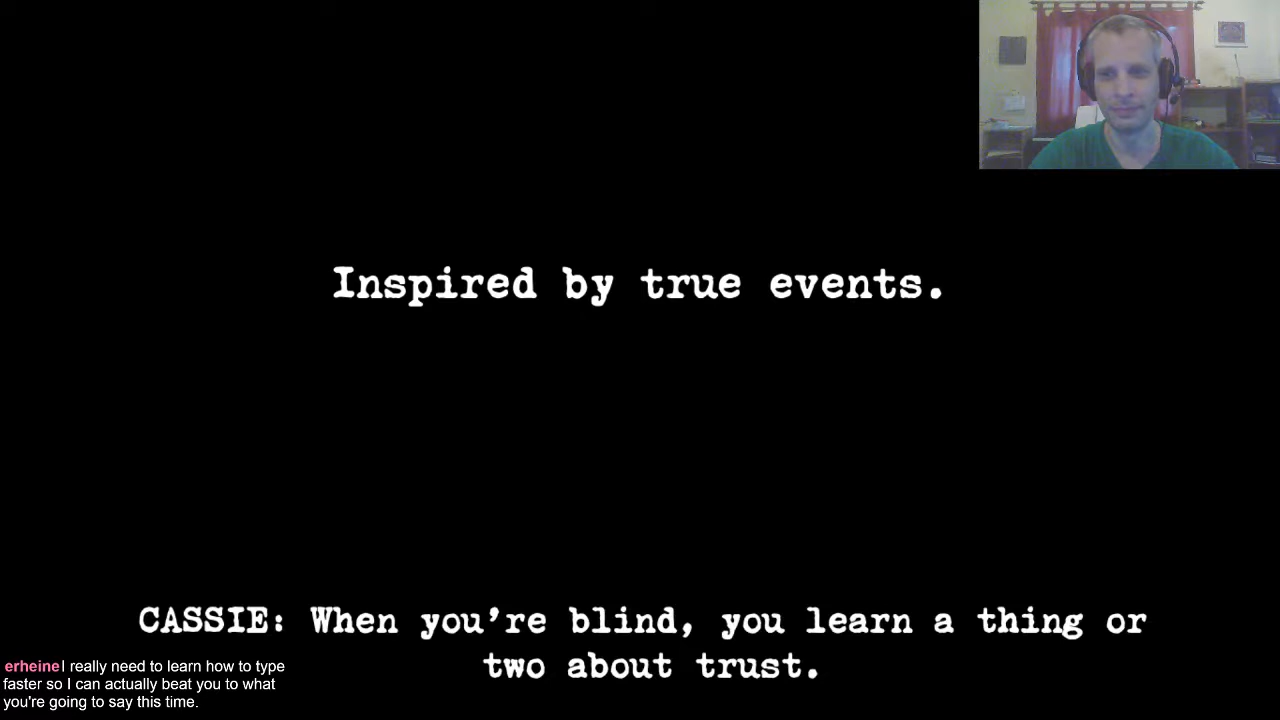 Inspired by true events.
CASSIE: When you're blind, you learn a thing or
two about trust.
erheine I really need to learn how to type
faster so I can actually beat you to what
you're going to say this time.